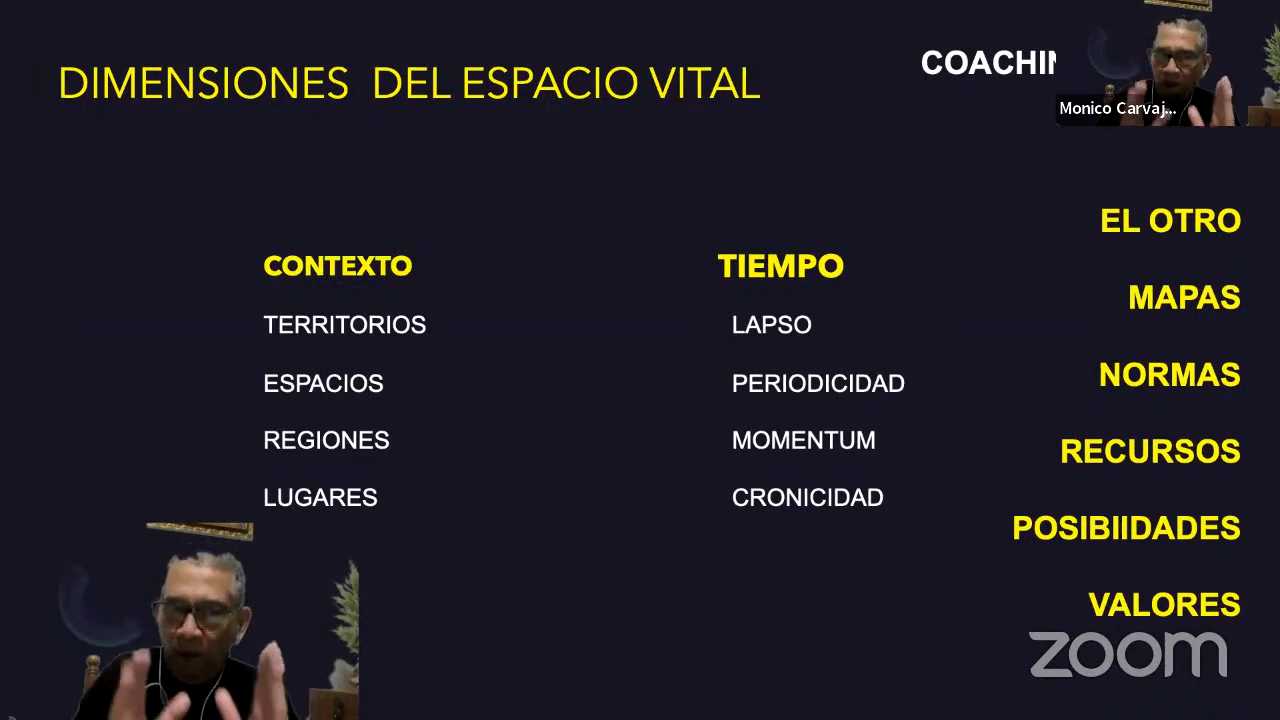 DIMENSIONES DEL ESPACIO VITAL
COACHIN
Monico Carvaj...
CONTEXTO
TERRITORIOS
ESPACIOS
REGIONES
LUGARES
TIEMPO
LAPSO
PERIODICIDAD
MOMENTUM
CRONICIDAD
EL OTRO
MAPAS
NORMAS
RECURSOS
POSIBIIDADES
VALORES
zoom